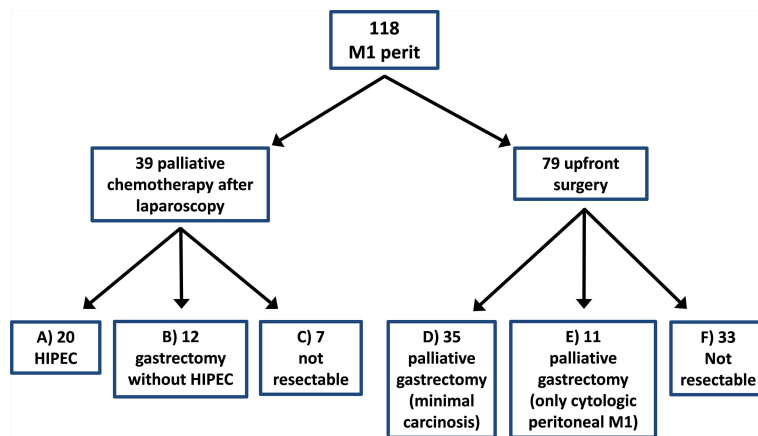 118
M1 perit
39 palliative
chemotherapy after
laparoscopy
79 upfront
surgery
A) 20
HIPEC
B) 12
gastrectomy
without HIPEC
C) 7
not
resectable
D) 35
palliative
gastrectomy
(minimal
carcinosis)
E) 11
palliative
gastrectomy
(only cytologic
peritoneal M1)
F) 33
Not
resectable